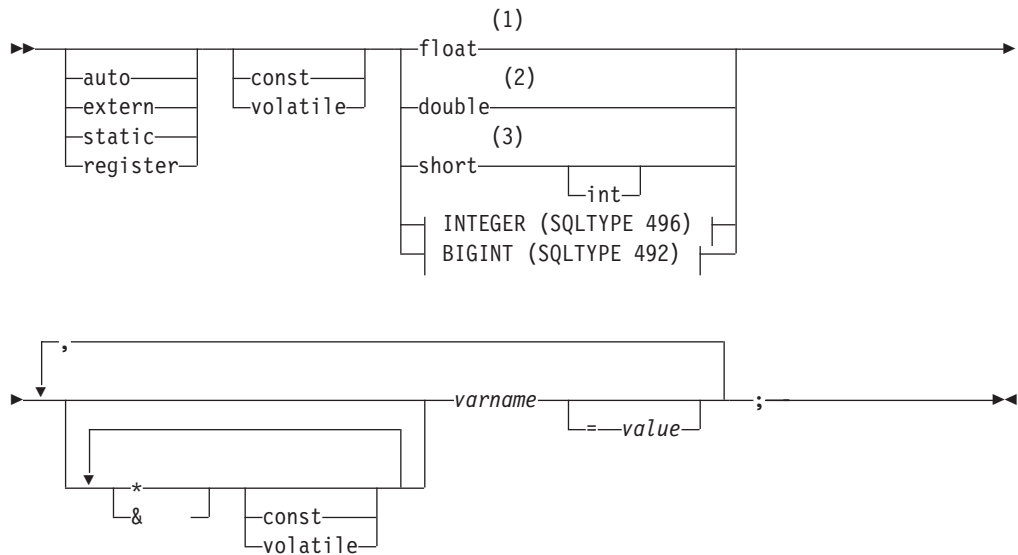 (1)
float
auto const (2)
extern volatile double
static (3)
register short
int
INTEGER (SQLTYPE 496)
BIGINT (SQLTYPE 492)
,
varname ;
= value
*
& const
volatile